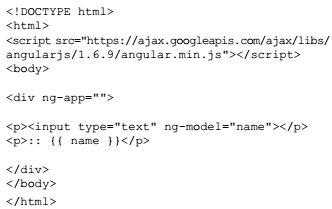 <!DOCTYPE html>
<html>
<script src="https://ajax.googleapis.com/ajax/libs/
angularjs/1.6.9/angular.min.js"></script>
<body>
<div ng-app="">
<p><input type="text" ng-model="name"></p>
<p>:: {{ name }}</p>
</div>
</body>
</html>